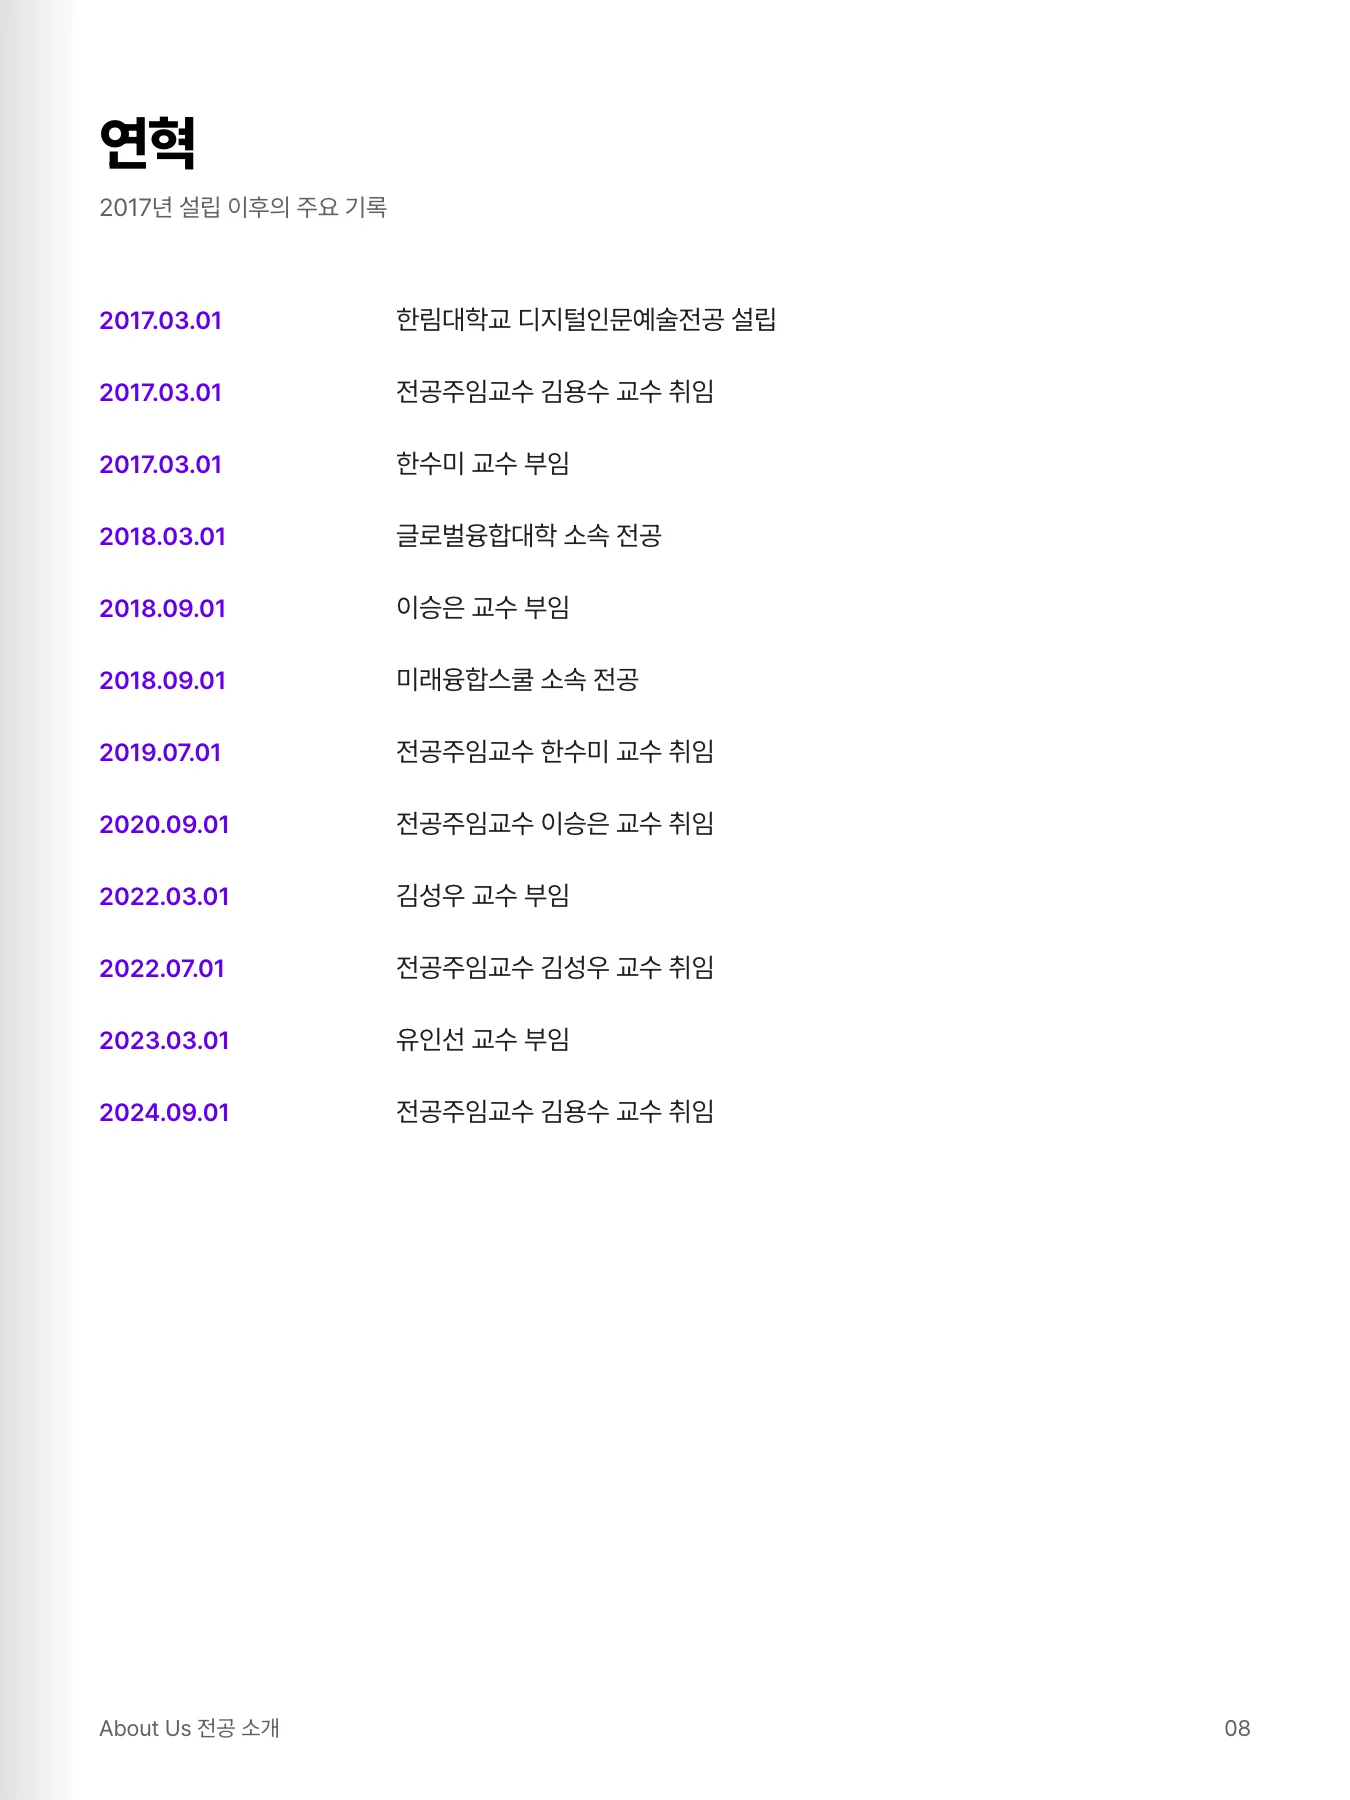 연혁
2017년 설립 이후의 주요 기록
2017.03.01 한림대학교 디지털인문예술전공 설립
2017.03.01 전공주임교수 김용수 교수 취임
2017.03.01 한수미 교수 부임
2018.03.01 글로벌융합대학 소속 전공
2018.09.01 이승은 교수 부임
2018.09.01 미래융합스쿨 소속 전공
2019.07.01 전공주임교수 한수미 교수 취임
2020.09.01 전공주임교수 이승은 교수 취임
2022.03.01 김성우 교수 부임
2022.07.01 전공주임교수 김성우 교수 취임
2023.03.01 유인선 교수 부임
2024.09.01 전공주임교수 김용수 교수 취임
About Us 전공 소개 08